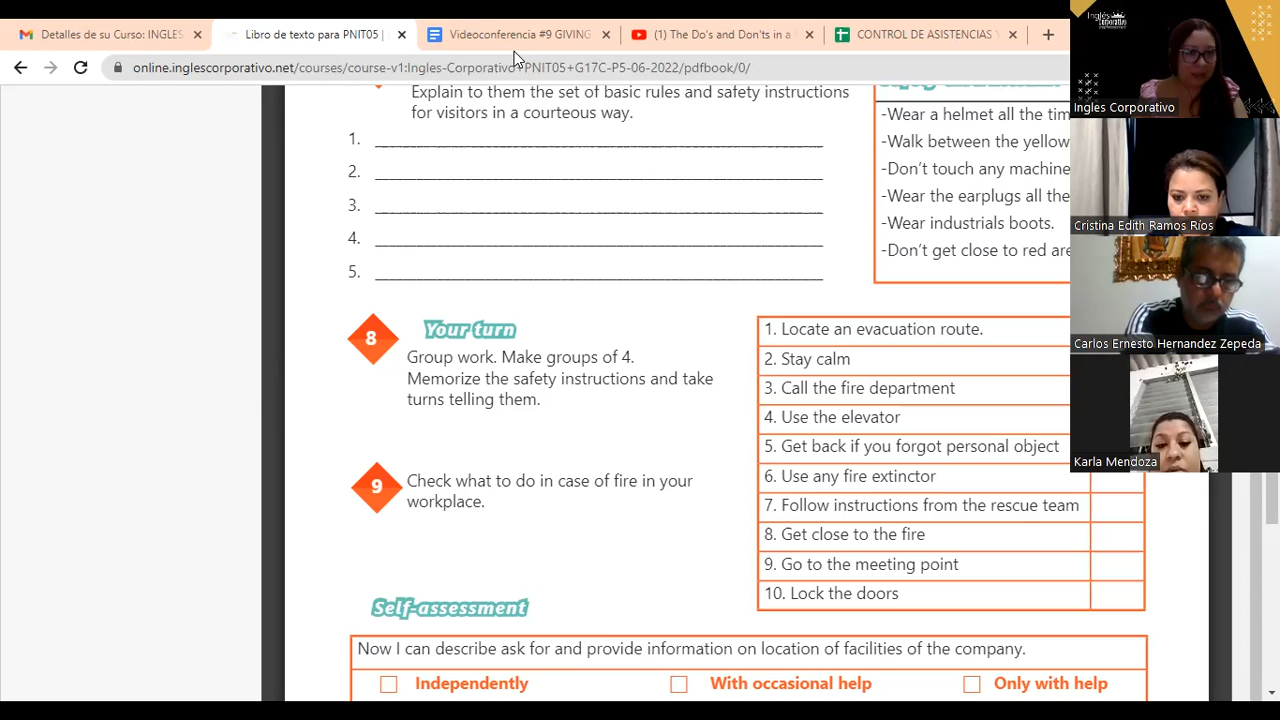 Detalles de su Curso: INGLES
Libro de texto para PNIT05 |
Videoconferencia #9 GIVING
(1) The Do's and Don'ts in a
CONTROL DE ASISTENCIAS Y
online.inglescorporativo.net/courses/course-v1:Ingles-Corporativo+PNIT05+G17C-P5-06-2022/pdfbook/0/
Explain to them the set of basic rules and safety instructions
for visitors in a courteous way.
1.
2.
3.
4.
5.
-Wear a helmet all the tim
-Walk between the yellow
-Don't touch any machine
-Wear the earplugs all the
-Wear industrials boots.
-Don't get close to red are
8
Your turn
Group work. Make groups of 4.
Memorize the safety instructions and take
turns telling them.
9
Check what to do in case of fire in your
workplace.
1. Locate an evacuation route.
2. Stay calm
3. Call the fire department
4. Use the elevator
5. Get back if you forgot personal object
6. Use any fire extinctor
7. Follow instructions from the rescue team
8. Get close to the fire
9. Go to the meeting point
10. Lock the doors
Self-assessment
Now I can describe ask for and provide information on location of facilities of the company.
Independently
With occasional help
Only with help
Inglés
Corporativo
Ingles Corporativo
Cristina Edith Ramos Ríos
Carlos Ernesto Hernandez Zepeda
Karla Mendoza